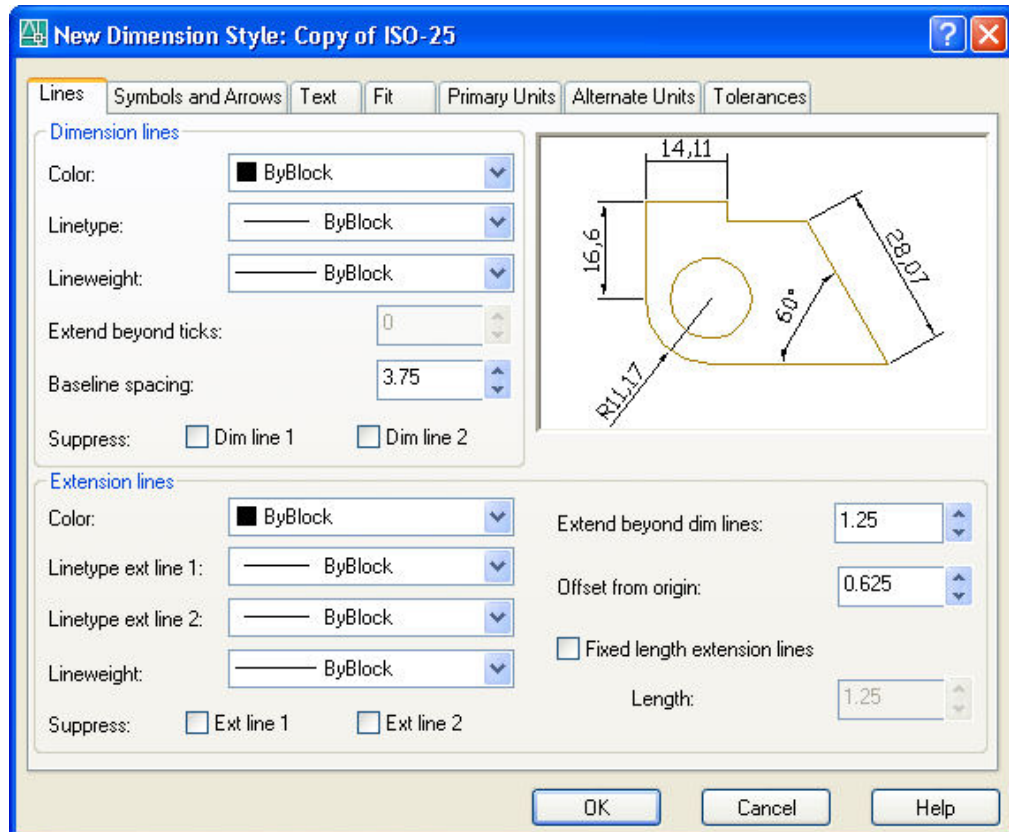 New Dimension Style: Copy of ISO-25
Lines Symbols and Arrows Text Fit Primary Units Alternate Units Tolerances
Dimension lines
Color: ByBlock
Linetype: ByBlock
Lineweight: ByBlock
Extend beyond ticks: 0
Baseline spacing: 3.75
Suppress: Dim line 1 Dim line 2
14,11
16,6
28,07
60°
R11,17
Extension lines
Color: ByBlock
Linetype ext line 1: ByBlock
Linetype ext line 2: ByBlock
Lineweight: ByBlock
Suppress: Ext line 1 Ext line 2
Extend beyond dim lines: 1.25
Offset from origin: 0.625
Fixed length extension lines
Length: 1.25
OK Cancel Help